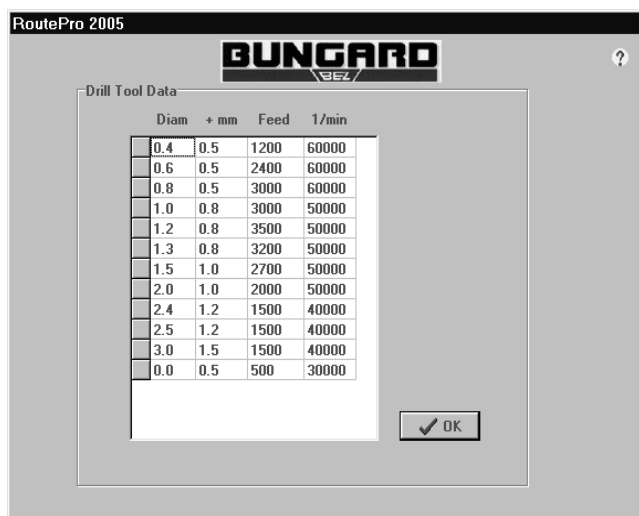 RoutePro 2005
BUNGARD
BEL
?
Drill Tool Data
Diam + mm Feed 1/min
0.4 0.5 1200 60000
0.6 0.5 2400 60000
0.8 0.5 3000 60000
1.0 0.8 3000 50000
1.2 0.8 3500 50000
1.3 0.8 3200 50000
1.5 1.0 2700 50000
2.0 1.0 2000 50000
2.4 1.2 1500 40000
2.5 1.2 1500 40000
3.0 1.5 1500 40000
0.0 0.5 500 30000
OK